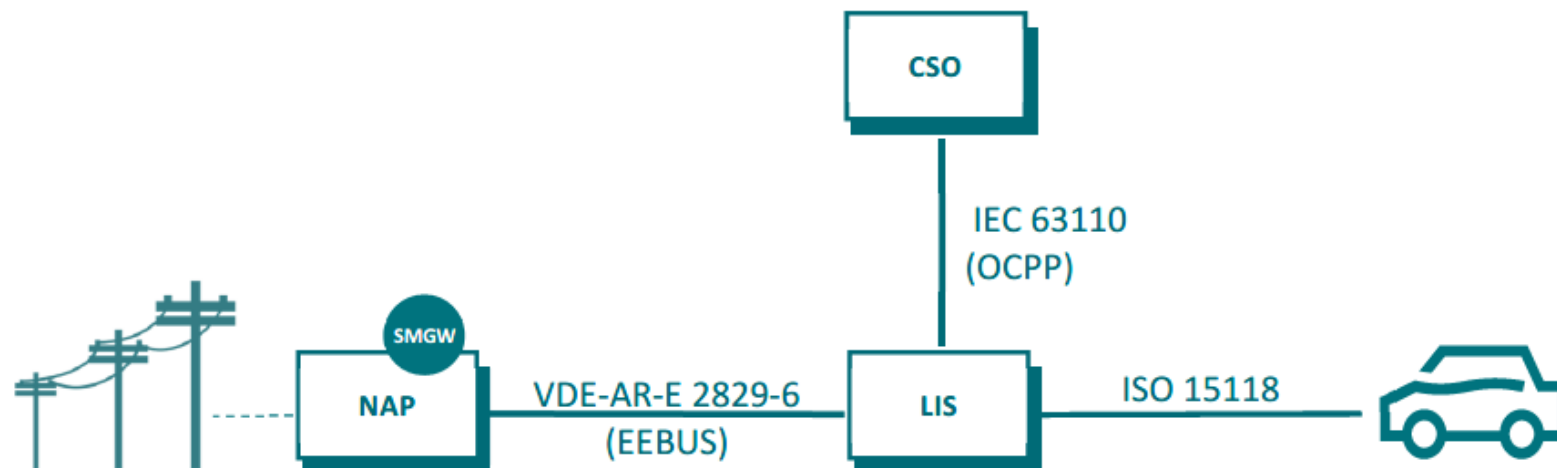 CSO
IEC 63110
(OCPP)
SMGW
NAP
VDE-AR-E 2829-6
(EEBUS)
LIS
ISO 15118